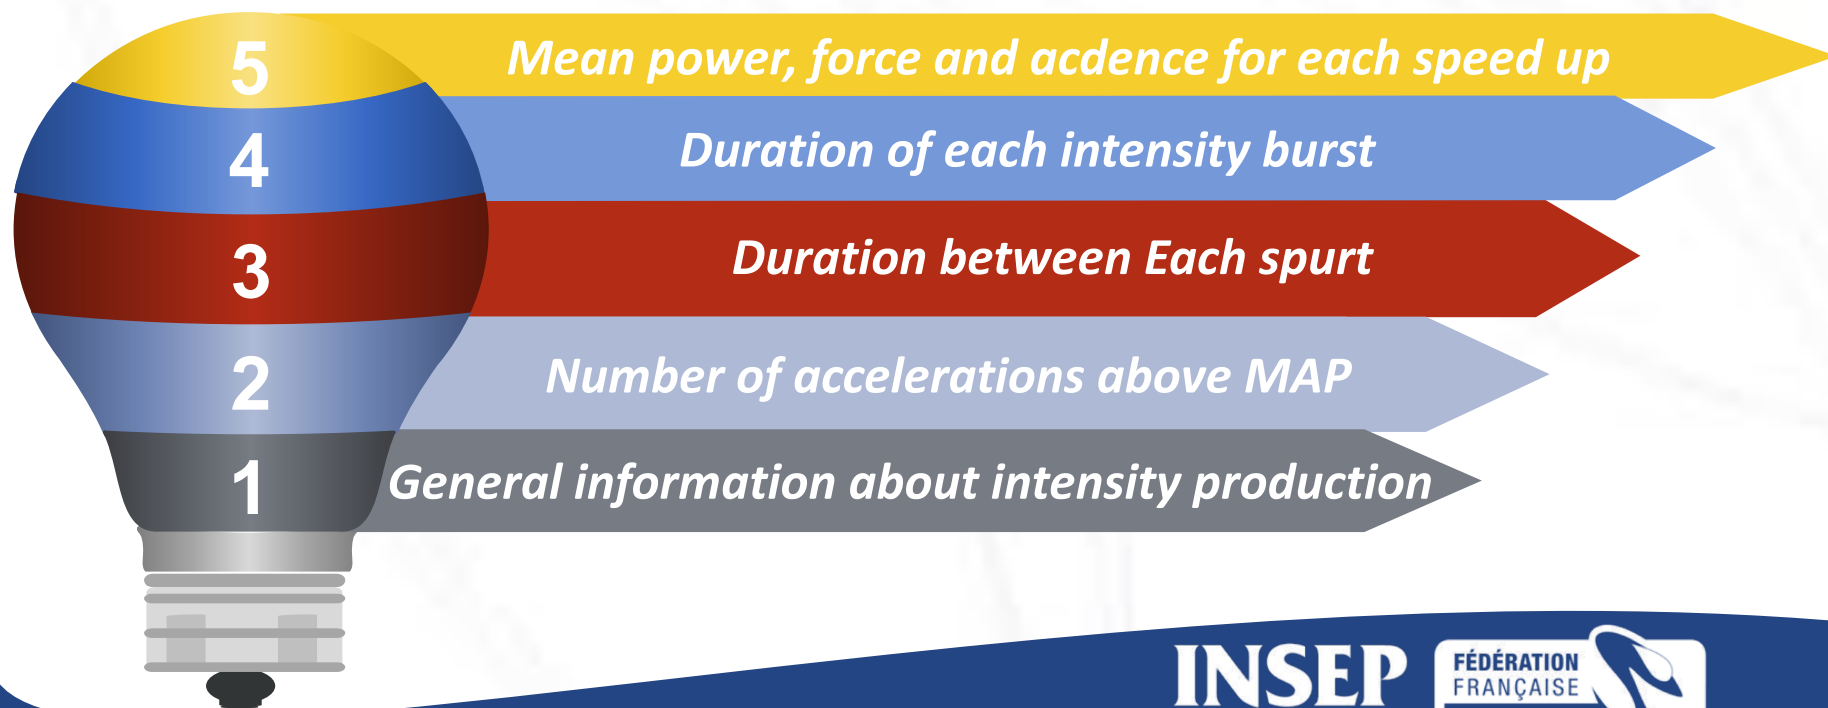 5 Mean power, force and acdence for each speed up
4 Duration of each intensity burst
3 Duration between Each spurt
2 Number of accelerations above MAP
1 General information about intensity production
INSEP
FÉDÉRATION
FRANÇAISE